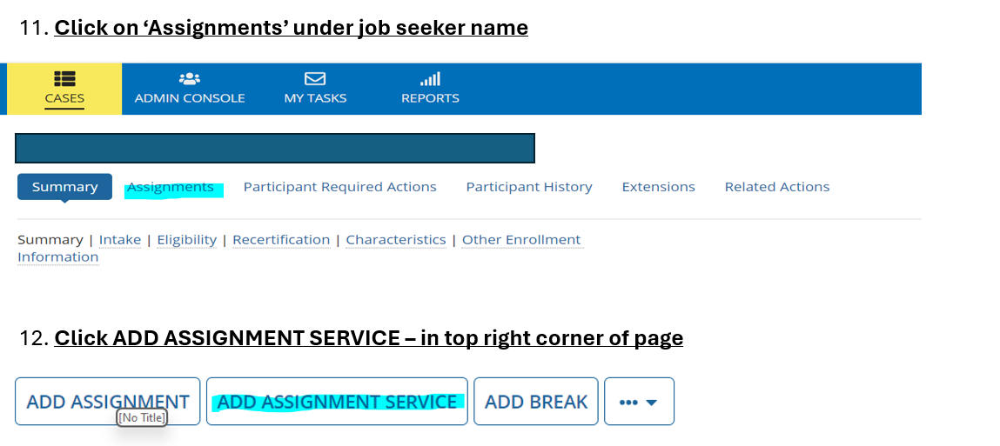 11. Click on ‘Assignments’ under job seeker name
CASES ADMIN CONSOLE MY TASKS REPORTS
Summary Assignments Participant Required Actions Participant History Extensions Related Actions
Summary | Intake | Eligibility | Recertification | Characteristics | Other Enrollment
Information
12. Click ADD ASSIGNMENT SERVICE – in top right corner of page
ADD ASSIGNMENT ADD ASSIGNMENT SERVICE ADD BREAK •••
[No Title]